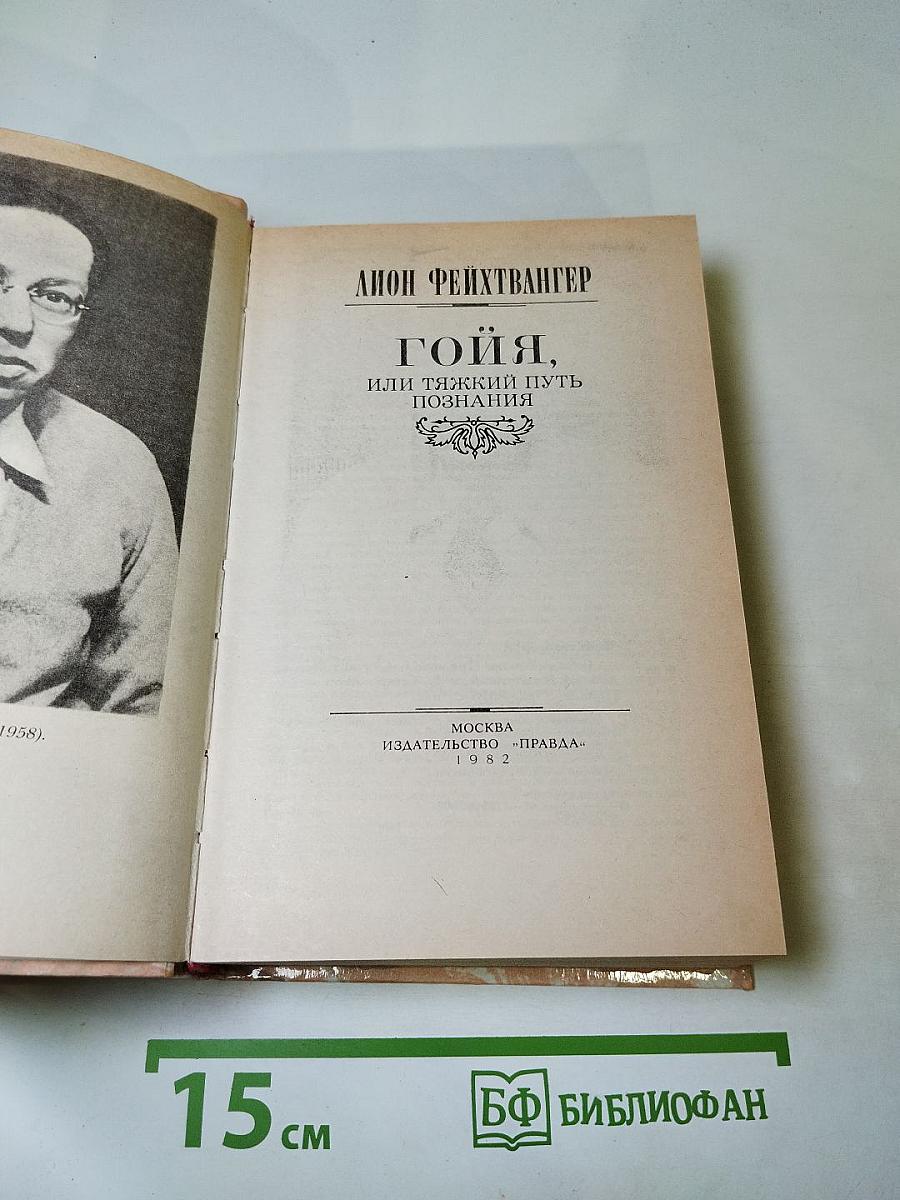 ЛИОН ФЕЙХТВАНГЕР
ГОЙЯ,
ИЛИ ТЯЖКИЙ ПУТЬ
ПОЗНАНИЯ
1958).
МОСКВА
ИЗДАТЕЛЬСТВО „ПРАВДА“
1982
15 см
БФ БИБЛИОФАН